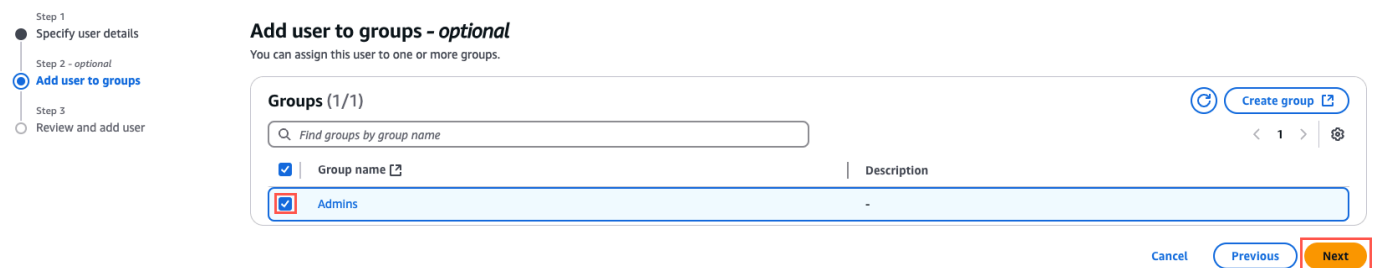 Step 1
Specify user details
Step 2 - optional
Add user to groups
Step 3
Review and add user
Add user to groups - optional
You can assign this user to one or more groups.
Groups (1/1)
Create group
Find groups by group name
1
Group name
Description
Admins
-
Cancel
Previous
Next